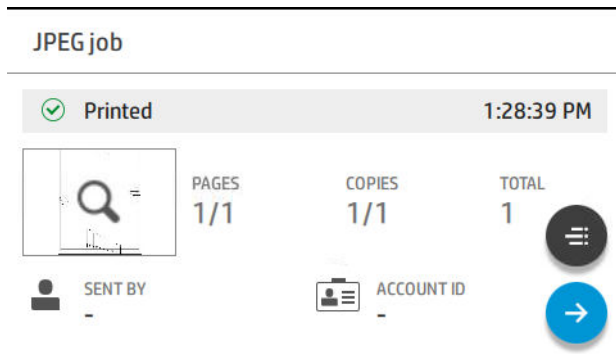 JPEG job
Printed 1:28:39 PM
PAGES COPIES TOTAL
1/1 1/1 1
SENT BY ACCOUNT ID
- -